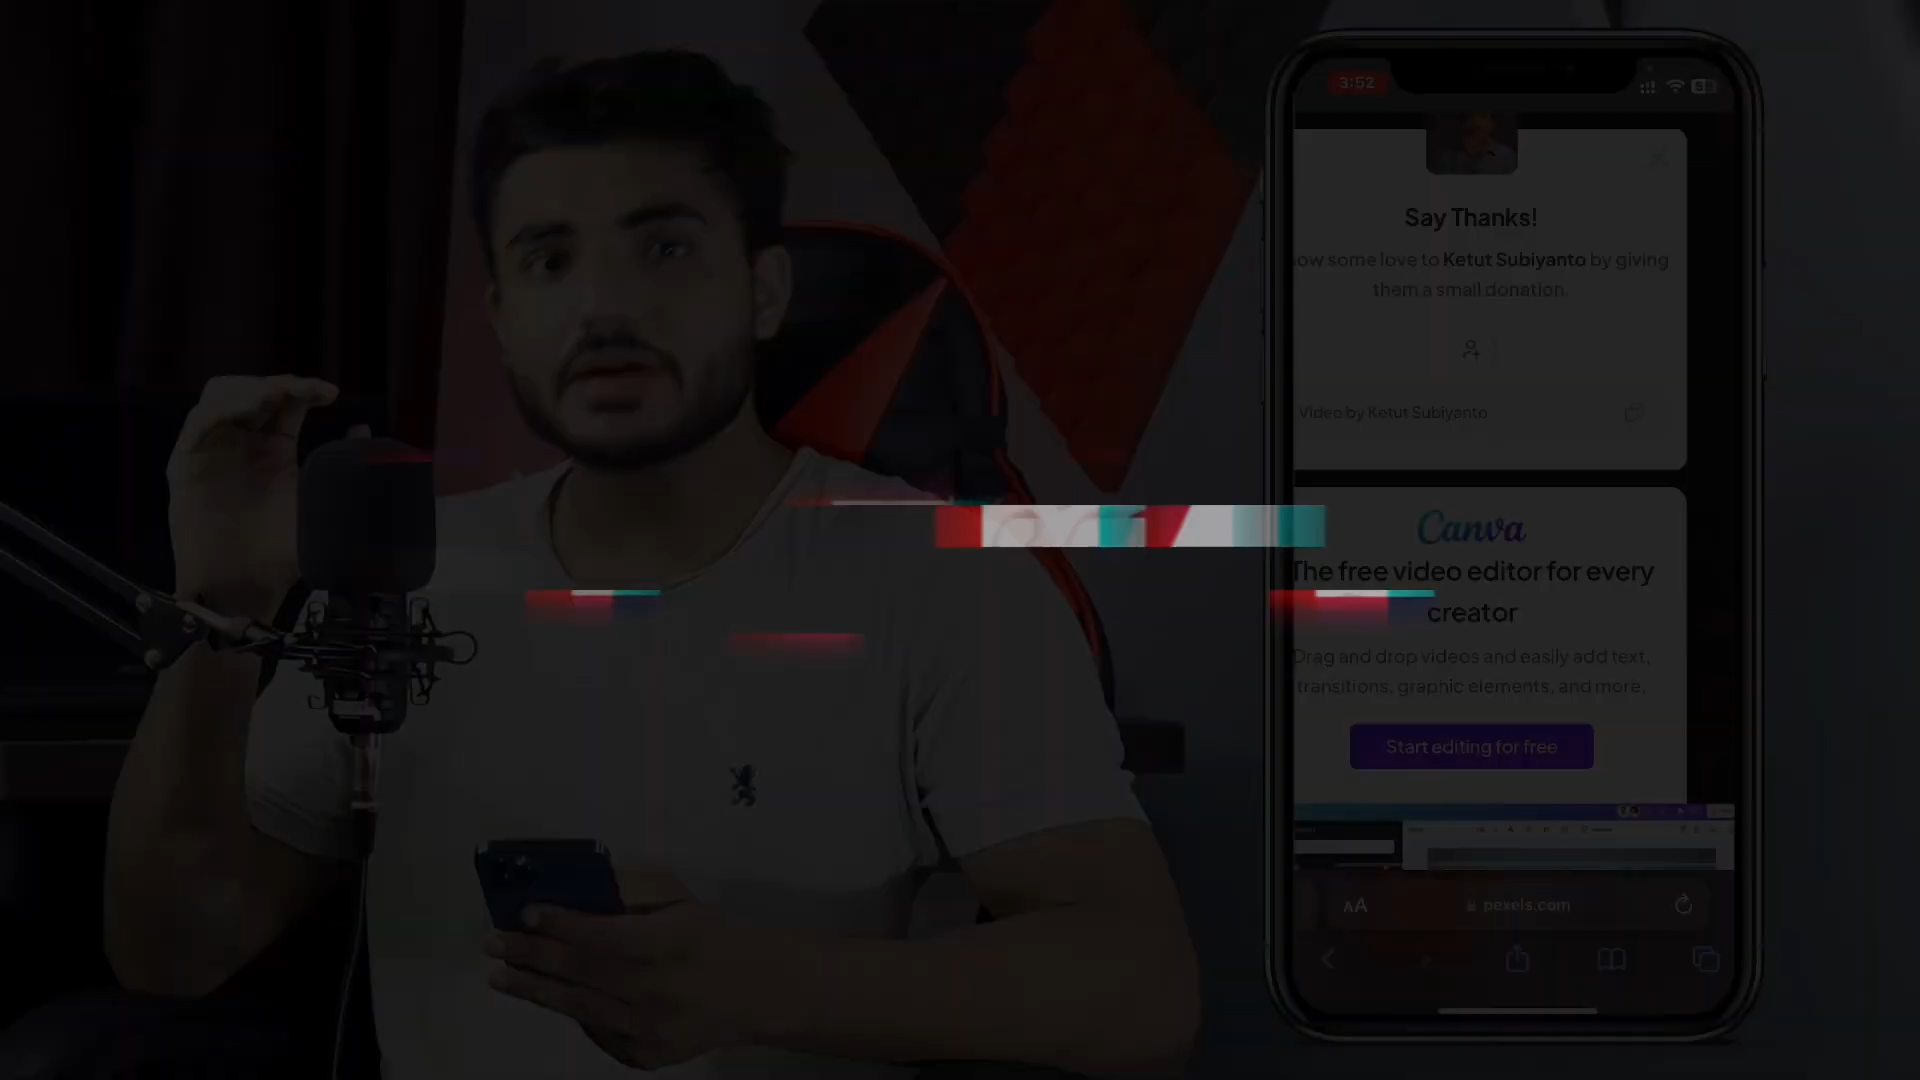 3:52
Say Thanks!
ow some love to Ketut Subiyanto by giving
them a small donation.
Video by Ketut Subiyanto
Canva
The free video editor for every
creator
Drag and drop videos and easily add text,
transitions, graphic elements, and more.
Start editing for free
AA
pexels.com